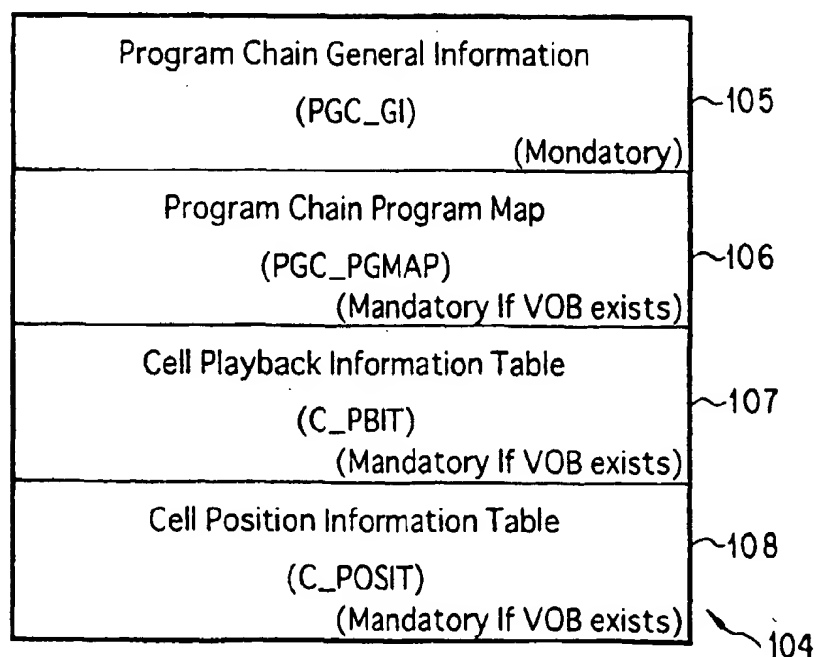 Program Chain General Information
(PGC_GI)
(Mondatory)
105
Program Chain Program Map
(PGC_PGMAP)
(Mandatory If VOB exists)
106
Cell Playback Information Table
(C_PBIT)
(Mandatory If VOB exists)
107
Cell Position Information Table
(C_POSIT)
(Mandatory If VOB exists)
108
104